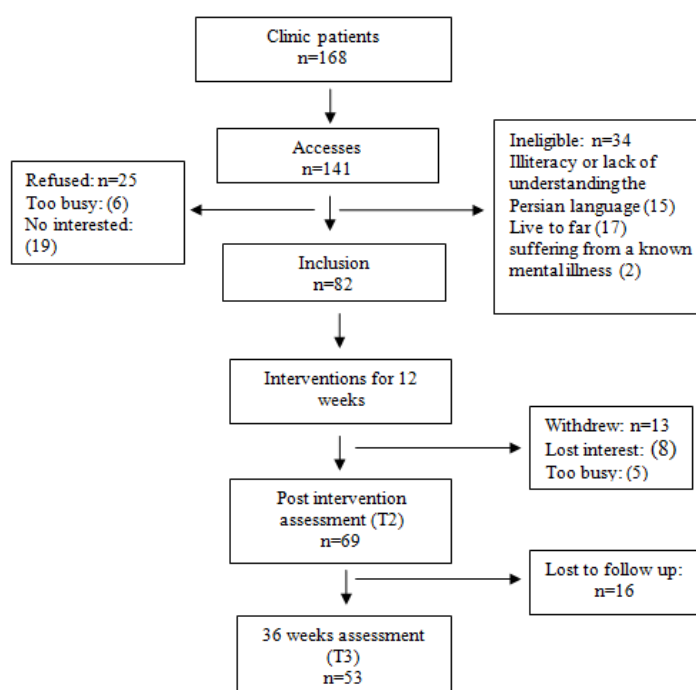 Clinic patients
n=168
Accesses
n=141
Refused: n=25
Too busy: (6)
No interested:
(19)
Ineligible: n=34
Illiteracy or lack of
understanding the
Persian language (15)
Live to far (17)
suffering from a known
mental illness (2)
Inclusion
n=82
Interventions for 12
weeks
Withdrew: n=13
Lost interest: (8)
Too busy: (5)
Post intervention
assessment (T2)
n=69
Lost to follow up:
n=16
36 weeks assessment
(T3)
n=53